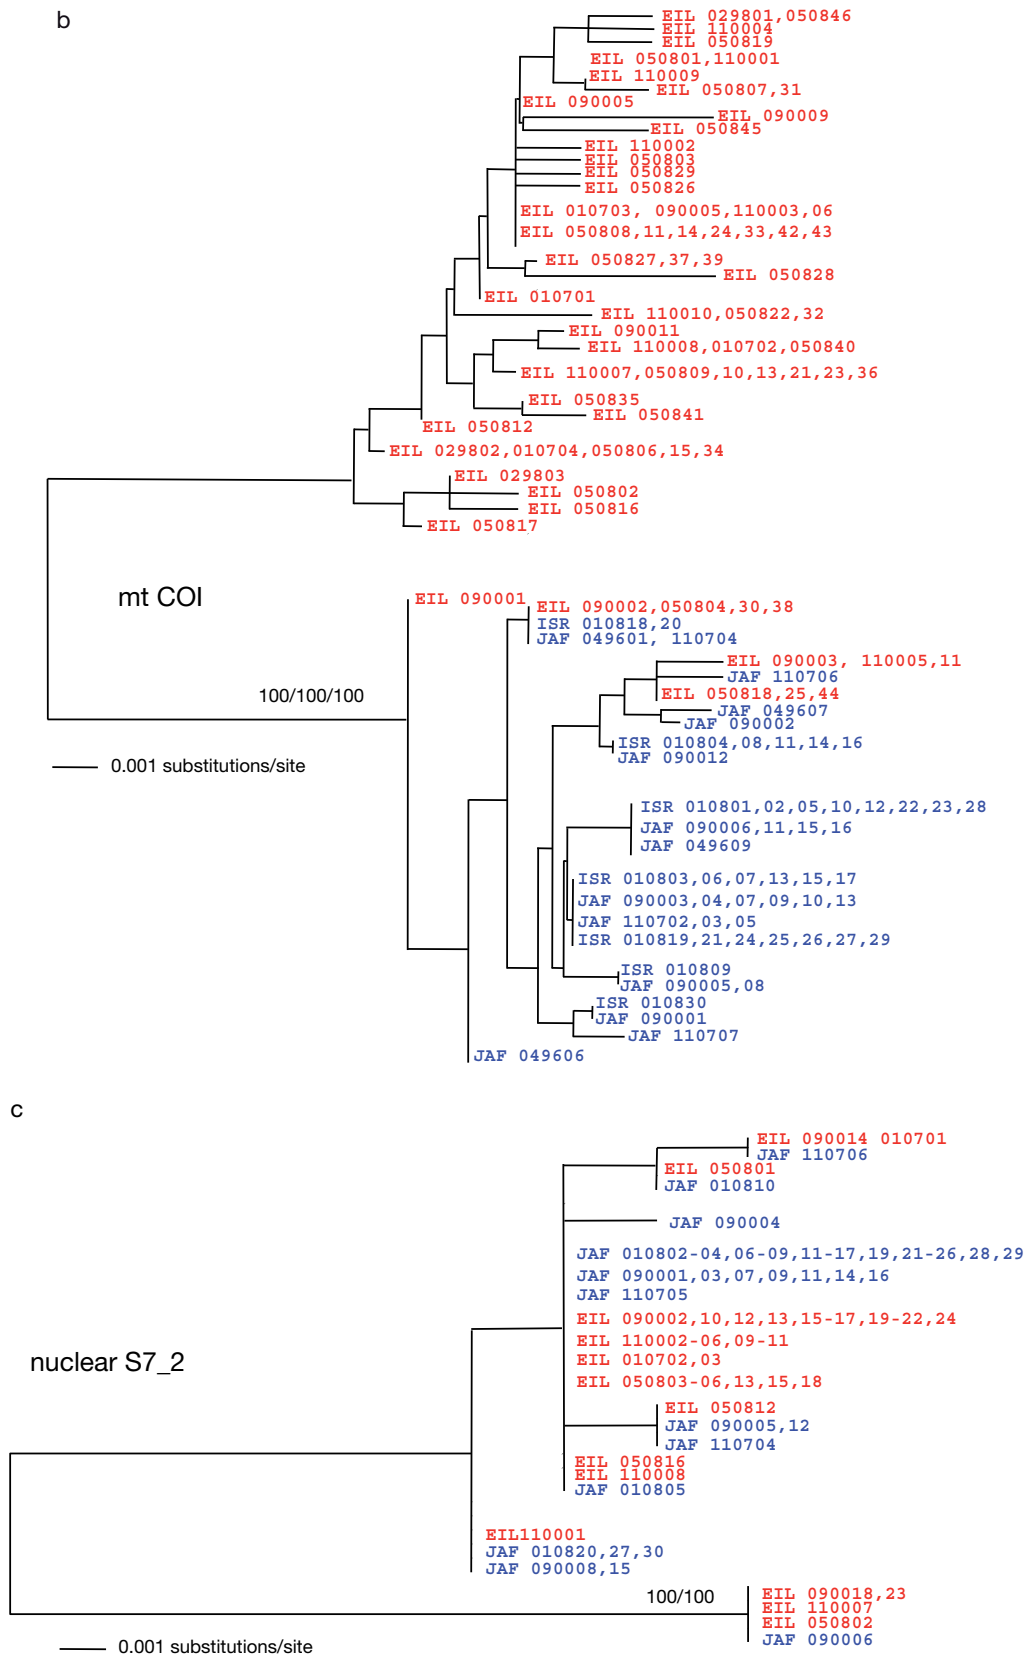 b
EIL 029801,050846
EIL 110004
EIL 050819
EIL 050801,110001
EIL 110009
EIL 050807,31
EIL 090005
EIL 090009
EIL 050845
EIL 110002
EIL 050803
EIL 050829
EIL 050826
EIL 010703, 090005,110003,06
EIL 050808,11,14,24,33,42,43
EIL 050827,37,39
EIL 050828
EIL 010701
EIL 110010,050822,32
EIL 090011
EIL 110008,010702,050840
EIL 110007,050809,10,13,21,23,36
EIL 050835
EIL 050841
EIL 050812
EIL 029802,010704,050806,15,34
EIL 029803
EIL 050802
EIL 050816
EIL 050817
mt COI
EIL 090001
EIL 090002,050804,30,38
ISR 010818,20
JAF 049601, 110704
EIL 090003, 110005,11
JAF 110706
EIL 050818,25,44
100/100/100
JAF 049607
JAF 090002
ISR 010804,08,11,14,16
JAF 090012
0.001 substitutions/site
ISR 010801,02,05,10,12,22,23,28
JAF 090006,11,15,16
JAF 049609
ISR 010803,06,07,13,15,17
JAF 090003,04,07,09,10,13
JAF 110702,03,05
ISR 010819,21,24,25,26,27,29
ISR 010809
JAF 090005,08
ISR 010830
JAF 090001
JAF 110707
JAF 049606
c
EIL 090014 010701
JAF 110706
EIL 050801
JAF 010810
JAF 090004
JAF 010802-04,06-09,11-17,19,21-26,28,29
JAF 090001,03,07,09,11,14,16
JAF 110705
EIL 090002,10,12,13,15-17,19-22,24
EIL 110002-06,09-11
EIL 010702,03
nuclear S7_2
EIL 050803-06,13,15,18
EIL 050812
JAF 090005,12
JAF 110704
EIL 050816
EIL 110008
JAF 010805
EIL110001
JAF 010820,27,30
JAF 090008,15
100/100
EIL 090018,23
EIL 110007
EIL 050802
JAF 090006
0.001 substitutions/site